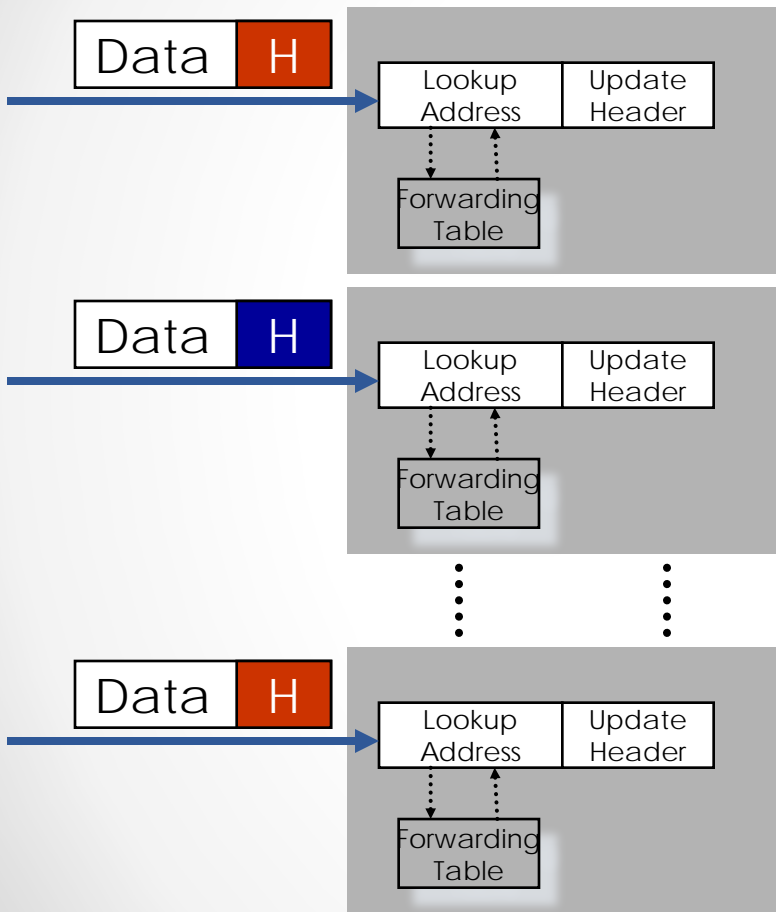 Data H
Lookup Address
Update Header
Forwarding Table
Data H
Lookup Address
Update Header
Forwarding Table
Data H
Lookup Address
Update Header
Forwarding Table